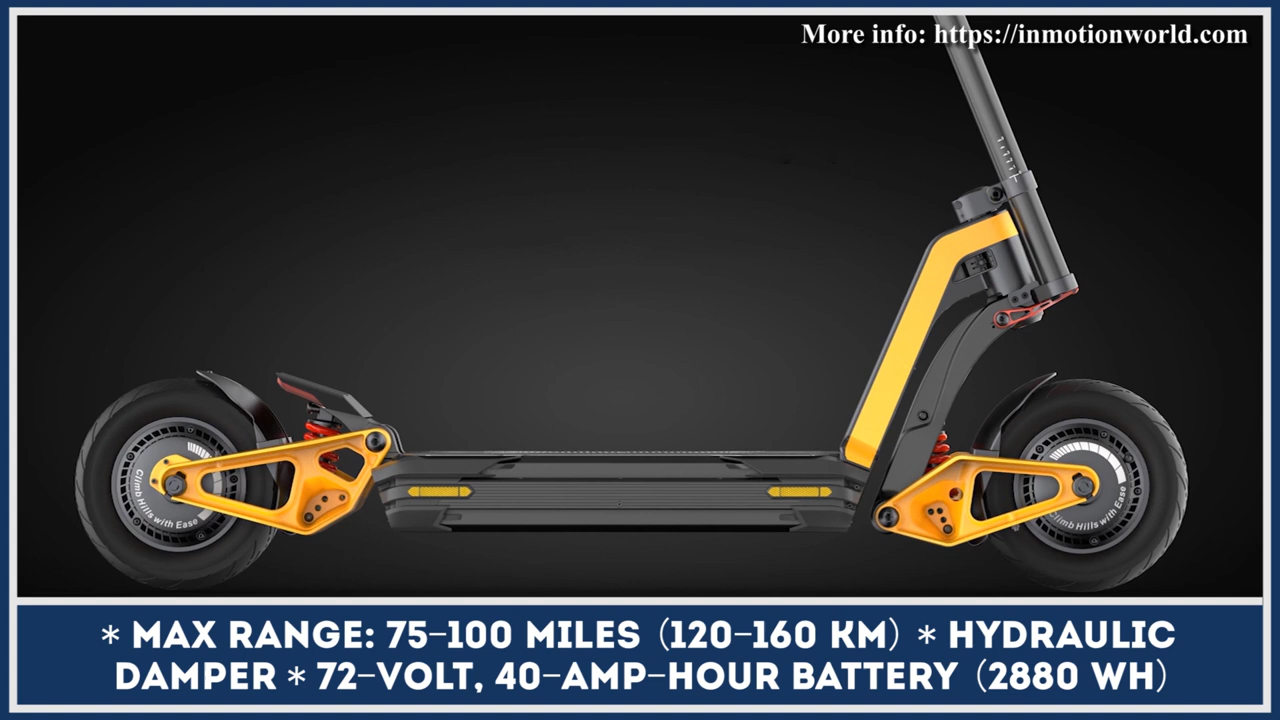 More info: https://inmotionworld.com
Climb Hills with Ease
Climb Hills with Ease
* MAX RANGE: 75-100 MILES (120-160 KM) * HYDRAULIC
DAMPER * 72-VOLT, 40-AMP-HOUR BATTERY (2880 WH)